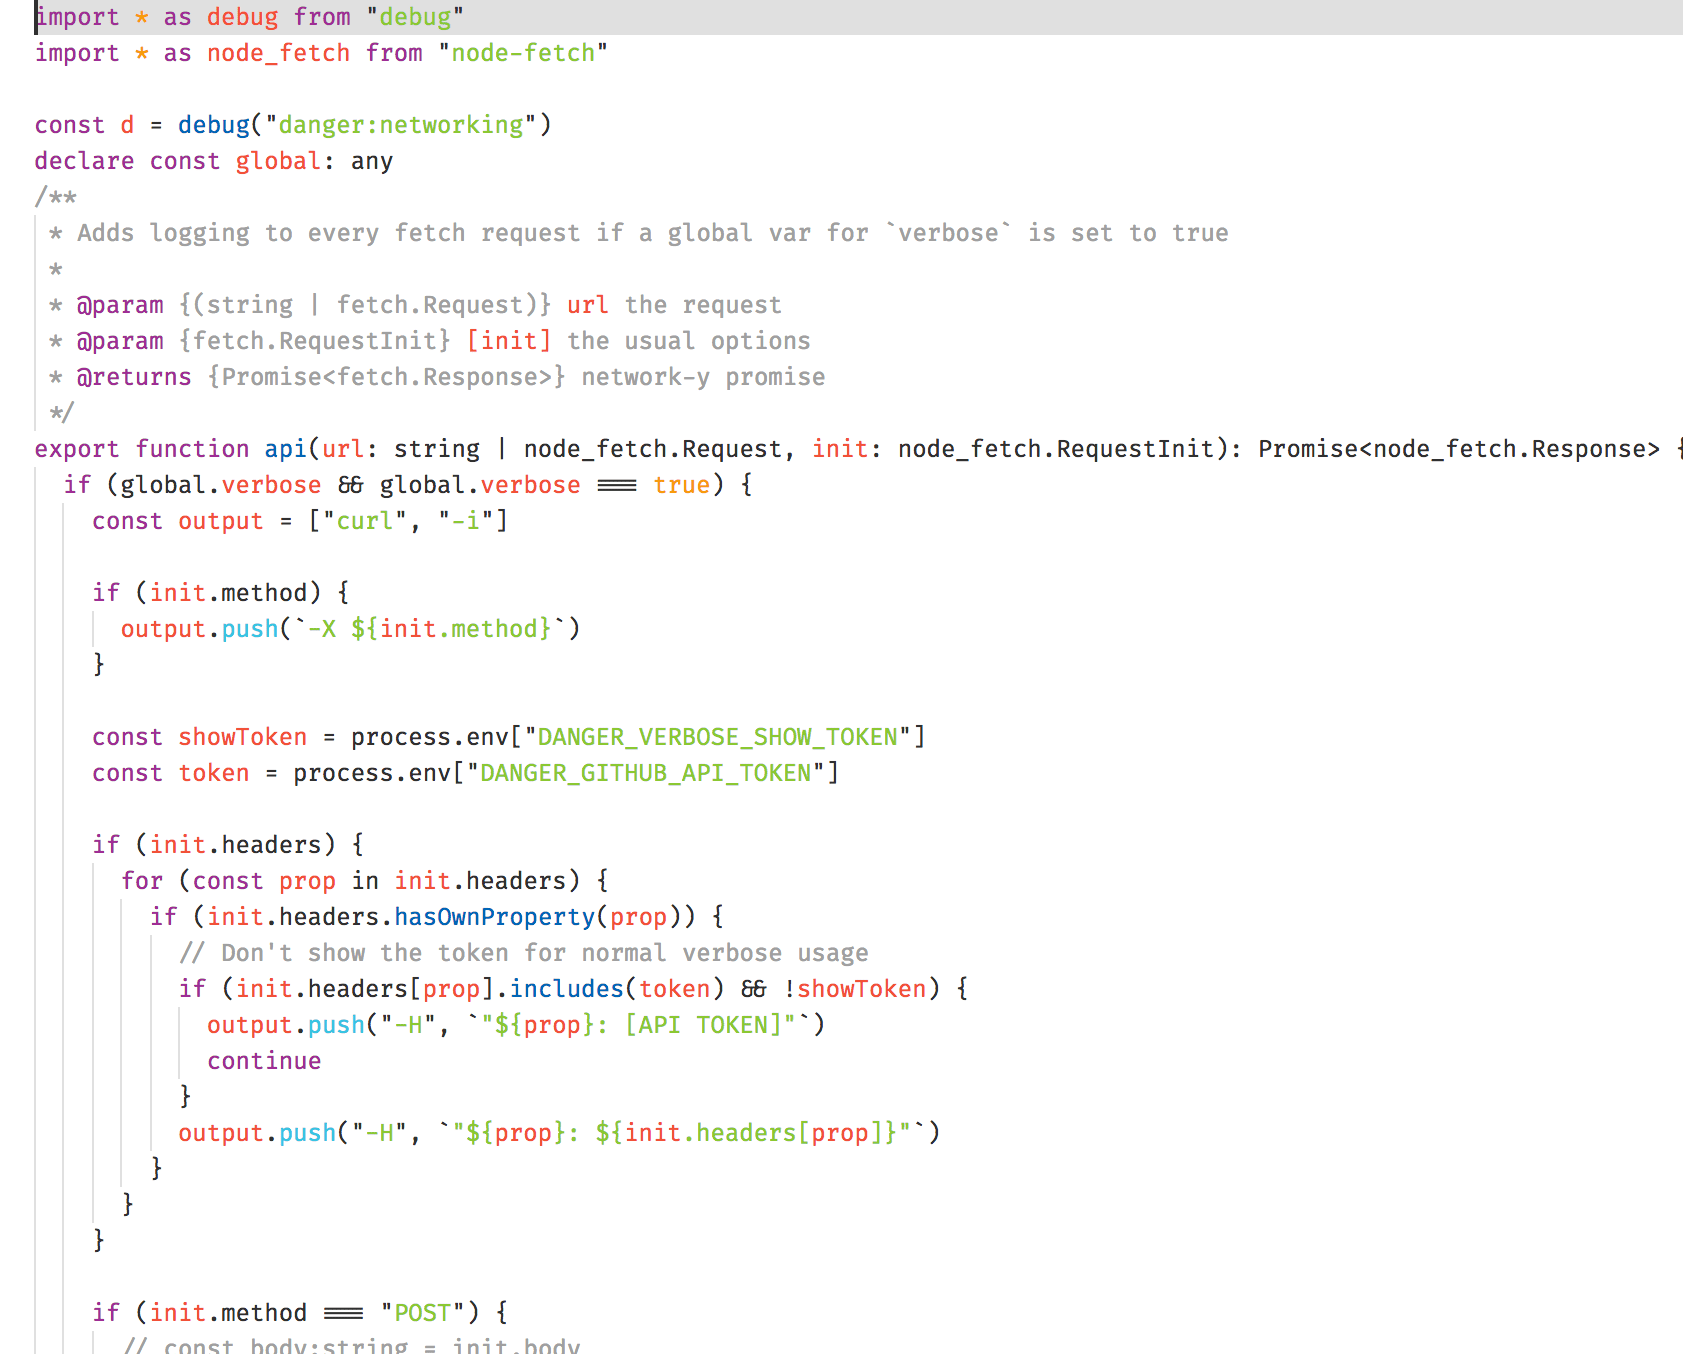 import * as debug from "debug"
import * as node_fetch from "node-fetch"

const d = debug("danger:networking")
declare const global: any
/**
 * Adds logging to every fetch request if a global var for `verbose` is set to true
 *
 * @param {(string | fetch.Request)} url the request
 * @param {fetch.RequestInit} [init] the usual options
 * @returns {Promise<fetch.Response>} network-y promise
 */
export function api(url: string | node_fetch.Request, init: node_fetch.RequestInit): Promise<node_fetch.Response> {
  if (global.verbose && global.verbose === true) {
    const output = ["curl", "-i"]

    if (init.method) {
      output.push(`-X ${init.method}`)
    }

    const showToken = process.env["DANGER_VERBOSE_SHOW_TOKEN"]
    const token = process.env["DANGER_GITHUB_API_TOKEN"]

    if (init.headers) {
      for (const prop in init.headers) {
        if (init.headers.hasOwnProperty(prop)) {
          // Don't show the token for normal verbose usage
          if (init.headers[prop].includes(token) && !showToken) {
            output.push("-H", `"${prop}: [API TOKEN]"`)
            continue
          }
          output.push("-H", `"${prop}: ${init.headers[prop]}"`)
        }
      }
    }

    if (init.method === "POST") {
      // const body:string = init.body